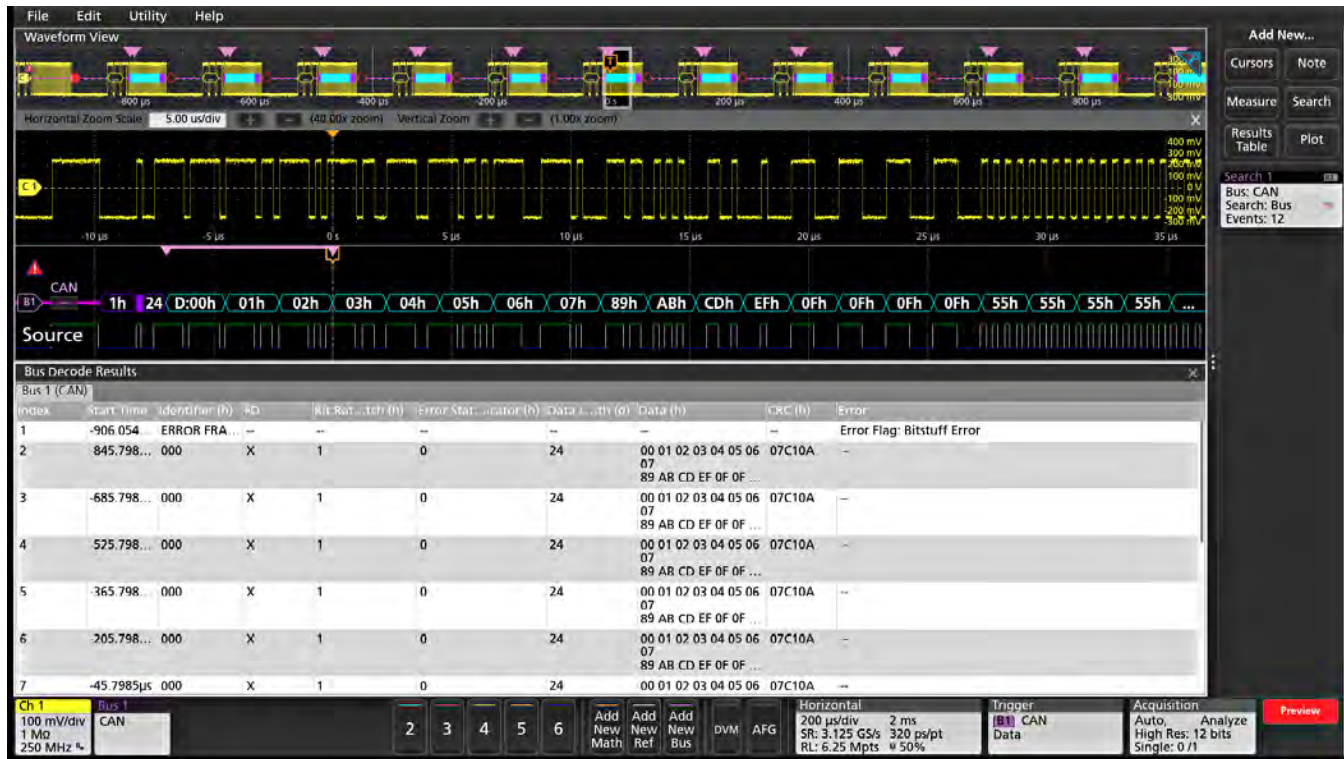 File Edit Utility Help
Waveform View
Add New...
Cursors Note
Measure Search
Results Table Plot
-800 µs -600 µs -400 µs -200 µs 0 s 200 µs 400 µs 600 µs 800 µs
Horizontal Zoom Scale 5.00 us/div (40.00x zoom) Vertical Zoom (1.00x zoom)
400 mV
300 mV
100 mV
0 V
-100 mV
-200 mV
-300 mV
C 1
-10 µs -5 µs 0 s 5 µs 10 µs 15 µs 20 µs 25 µs 30 µs 35 µs
Search 1
Bus: CAN
Search: Bus
Events: 12
B1 CAN 1h 24 D:00h 01h 02h 03h 04h 05h 06h 07h 89h ABh CDh EFh 0Fh 0Fh 0Fh 0Fh 55h 55h 55h 55h ...
Source
Bus Decode Results
Bus 1 (CAN)
Index Start Time Identifier (h) FD Data (h) CRC (h) Error
1 -906.054... ERROR FRA... -- -- -- -- -- -- Error Flag: Bitstuff Error
2 845.798... 000 X 1 0 24 00 01 02 03 04 05 06 07C10A --
07
89 AB CD EF 0F 0F ...
3 -685.798... 000 X 1 0 24 00 01 02 03 04 05 06 07C10A --
07
89 AB CD EF 0F 0F ...
4 525.798... 000 X 1 0 24 00 01 02 03 04 05 06 07C10A --
07
89 AB CD EF 0F 0F ...
5 -365.798... 000 X 1 0 24 00 01 02 03 04 05 06 07C10A --
07
89 AB CD EF 0F 0F ...
6 -205.798... 000 X 1 0 24 00 01 02 03 04 05 06 07C10A --
07
89 AB CD EF 0F 0F ...
7 -45.7985µs 000 X 1 0 24 00 01 02 03 04 05 06 07C10A --
Ch 1
100 mV/div
1 MΩ
250 MHz
Bus 1
CAN
2 3 4 5 6
Add New Math
Add New Ref
Add New Bus
DVM AFG
Horizontal
200 µs/div 2 ms
SR: 3.125 GS/s 320 ps/pt
RL: 6.25 Mpts 50%
Trigger
B1 CAN
Data
Acquisition
Auto, Analyze
High Res: 12 bits
Single: 0 /1
Preview